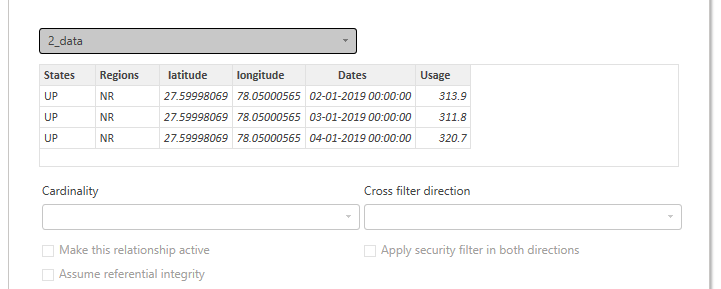 2_data
States Regions latitude longitude Dates Usage
UP NR 27.59998069 78.05000565 02-01-2019 00:00:00 313.9
UP NR 27.59998069 78.05000565 03-01-2019 00:00:00 311.8
UP NR 27.59998069 78.05000565 04-01-2019 00:00:00 320.7
Cardinality Cross filter direction
Make this relationship active Apply security filter in both directions
Assume referential integrity